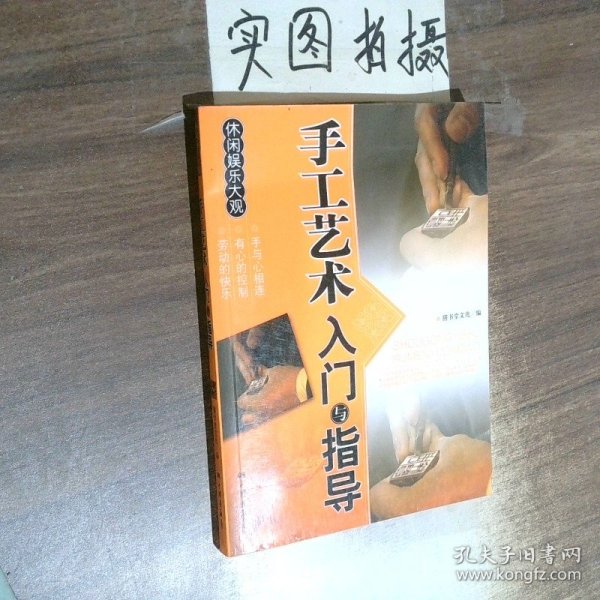 实图拍摄
休闲娱乐大观
手工艺术
入门与指导
手与心相连
有心的控制
劳动的快乐
编
孔夫子旧书网
www.kongfz.com